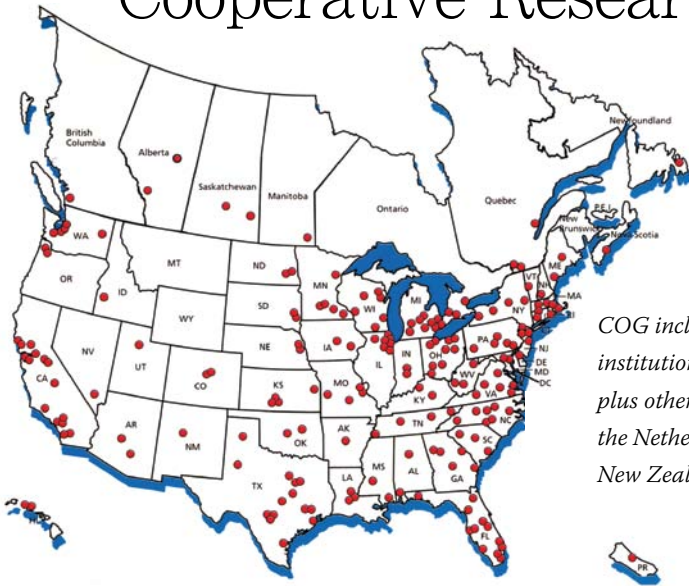 Cooperative Resear
Newfoundland
British
Columbia
Alberta
Saskatchewan
Manitoba
Ontario
Quebec
P.E.I.
New
Brunswick
Nova Scotia
WA
MT
ND
MN
ME
VT
NH
MA
RI
OR
ID
SD
WI
MI
NY
WY
NE
IA
PA
NJ
DE
MD
DC
NV
UT
CO
KS
MO
IL
IN
OH
WV
VA
KY
CA
AR
NM
OK
AK
TN
NC
SC
TX
LA
MS
AL
GA
FL
PR
COG incl
institution
plus other
the Nethe
New Zeal